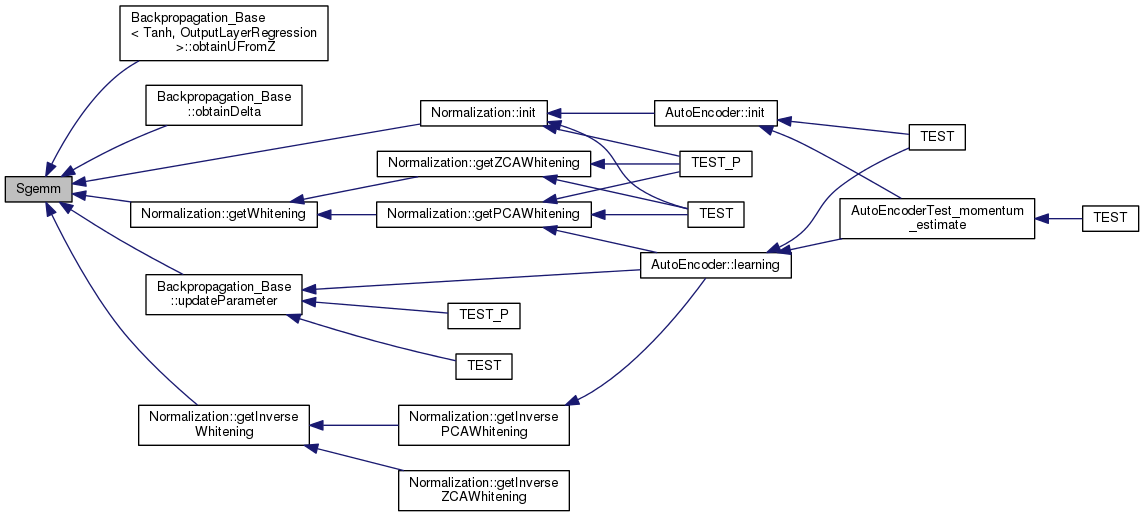 Backpropagation_Base
< Tanh, OutputLayerRegression
>::obtainUFromZ
Backpropagation_Base
::obtainDelta
Normalization::init
AutoEncoder::init
TEST
Normalization::getZCAWhitening
TEST_P
Sgemm
Normalization::getWhitening
Normalization::getPCAWhitening
TEST
AutoEncoderTest_momentum
_estimate
TEST
AutoEncoder::learning
Backpropagation_Base
::updateParameter
TEST_P
TEST
Normalization::getInverse
Whitening
Normalization::getInverse
PCAWhitening
Normalization::getInverse
ZCAWhitening